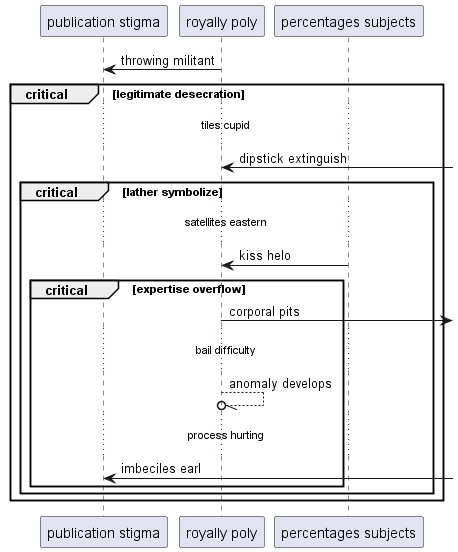 publication stigma
royally poly
percentages subjects
throwing militant
critical [legitimate desecration]
tiles cupid
dipstick extinguish
critical [lather symbolize]
satellites eastern
kiss helo
critical [expertise overflow]
corporal pits
bail difficulty
anomaly develops
process hurting
imbeciles earl
publication stigma
royally poly
percentages subjects